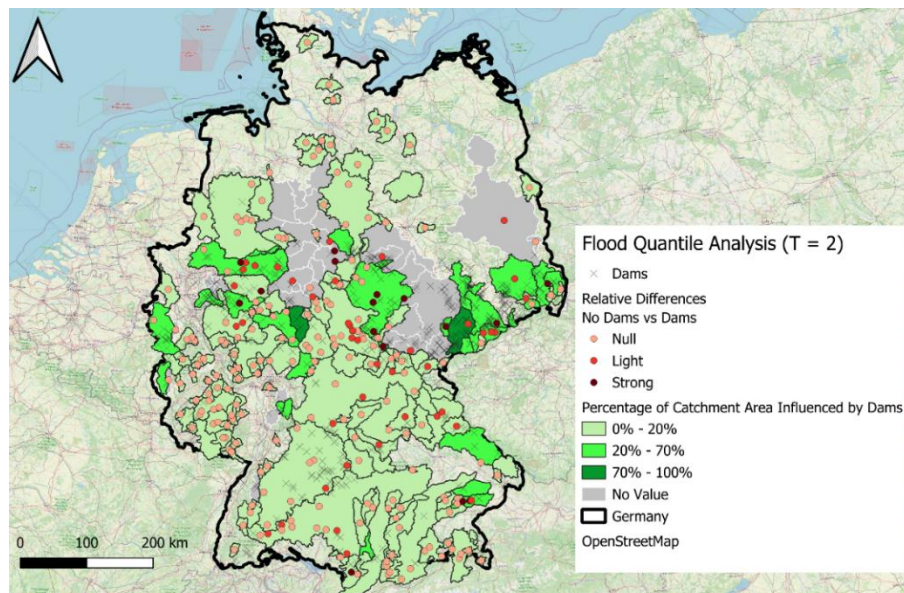 Flood Quantile Analysis (T = 2)
Dams
Relative Differences
No Dams vs Dams
Null
Light
Strong
Percentage of Catchment Area Influenced by Dams
0% - 20%
20% - 70%
70% - 100%
No Value
Germany
OpenStreetMap
0 100 200 km